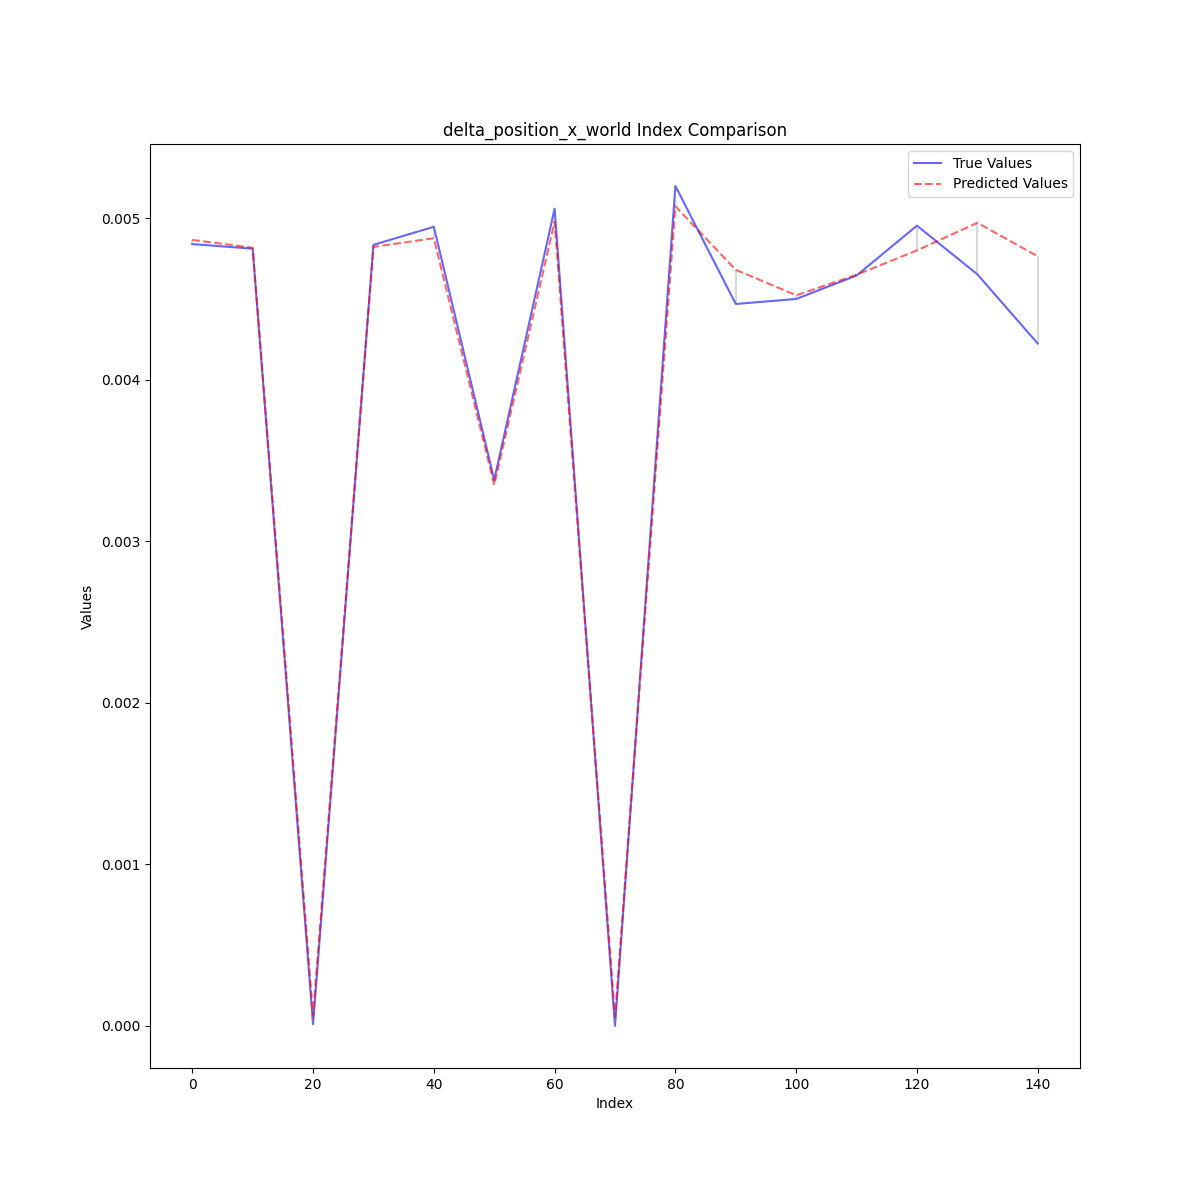 delta_position_x_world Index Comparison
True Values
Predicted Values
0.005
0.004
0.003
0.002
0.001
0.000
Values
0 20 40 60 80 100 120 140
Index